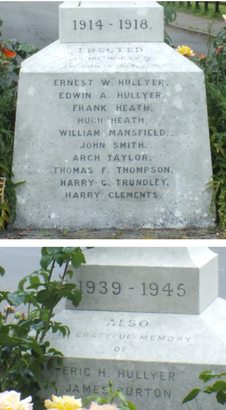 1914 - 1918.
ERECTED
ERNEST W. HULLYER.
EDWIN A. HULLYER.
FRANK HEATH.
HUGH HEATH.
WILLIAM MANSFIELD.
JOHN SMITH.
ARCH TAYLOR.
THOMAS F. THOMPSON.
HARRY G. TRUNDLEY.
HARRY CLEMENTS.
1939 - 1945
ALSO
GRATEFUL MEMORY
OF
ERIC H. HULLYER
JAMES PURTON